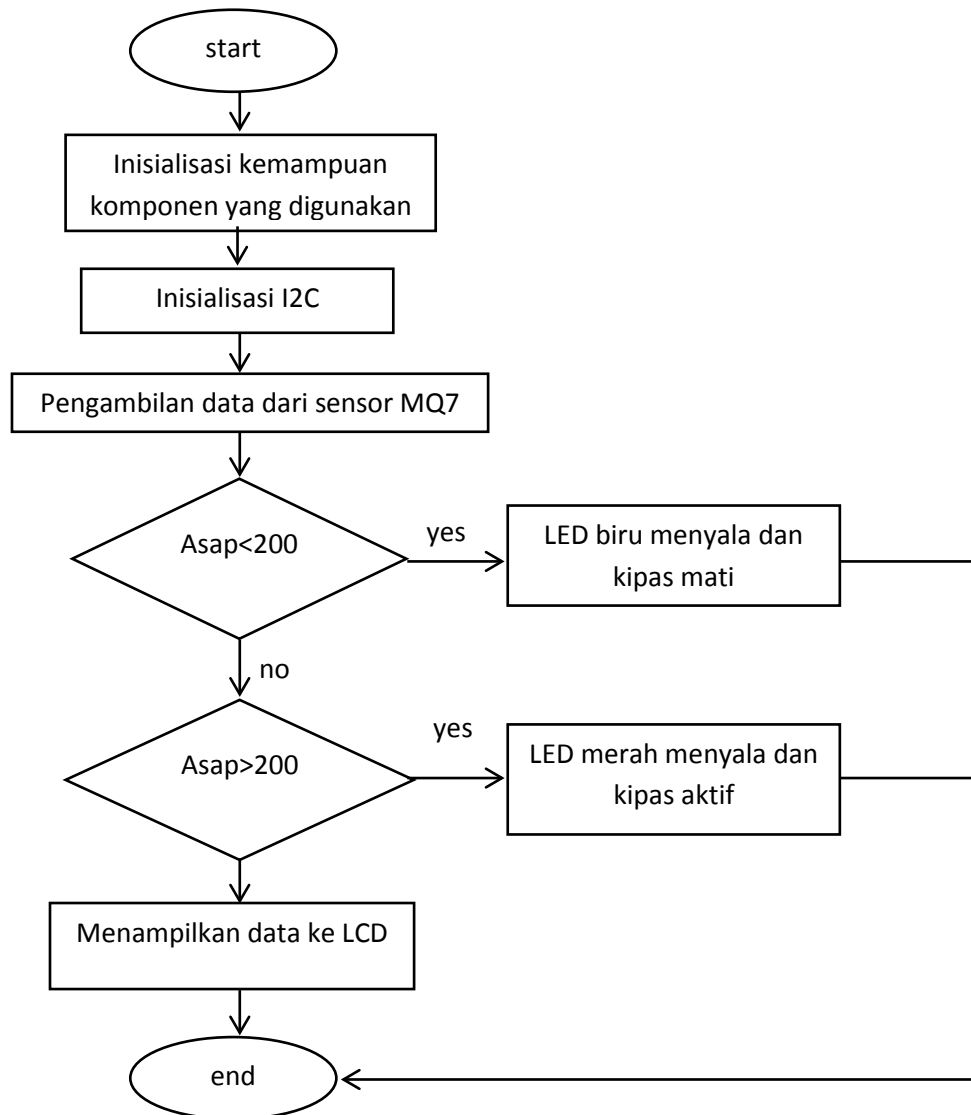 start
Inisialisasi kemampuan
komponen yang digunakan
Inisialisasi I2C
Pengambilan data dari sensor MQ7
Asap<200
yes
LED biru menyala dan
kipas mati
no
Asap>200
yes
LED merah menyala dan
kipas aktif
Menampilkan data ke LCD
end